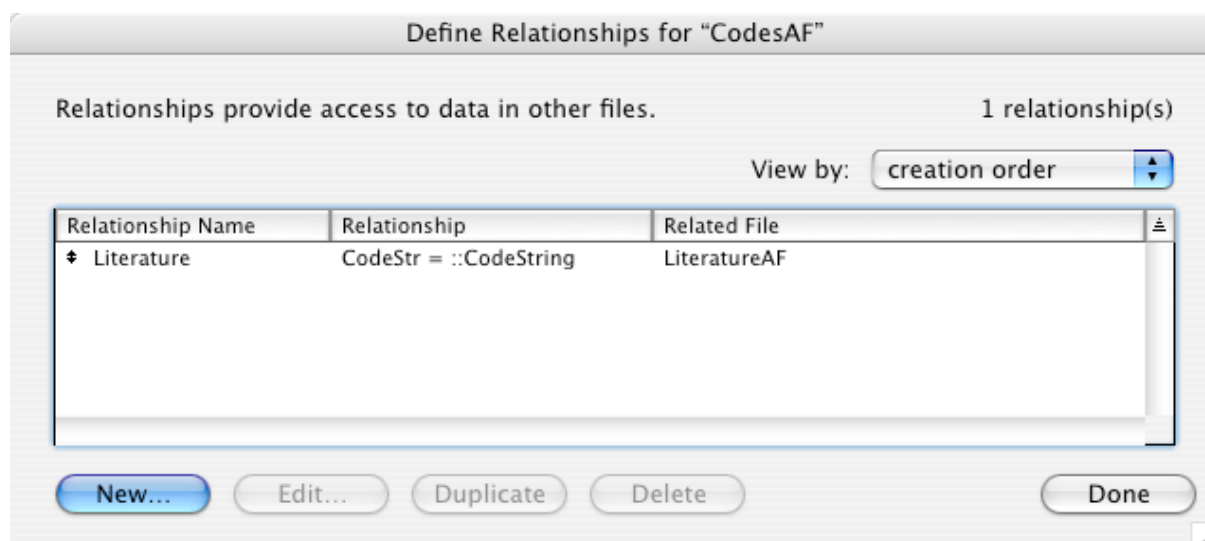 Define Relationships for “CodesAF”
Relationships provide access to data in other files. 1 relationship(s)
View by: creation order
Relationship Name Relationship Related File
Literature CodeStr = ::CodeString LiteratureAF
New... Edit... Duplicate Delete Done